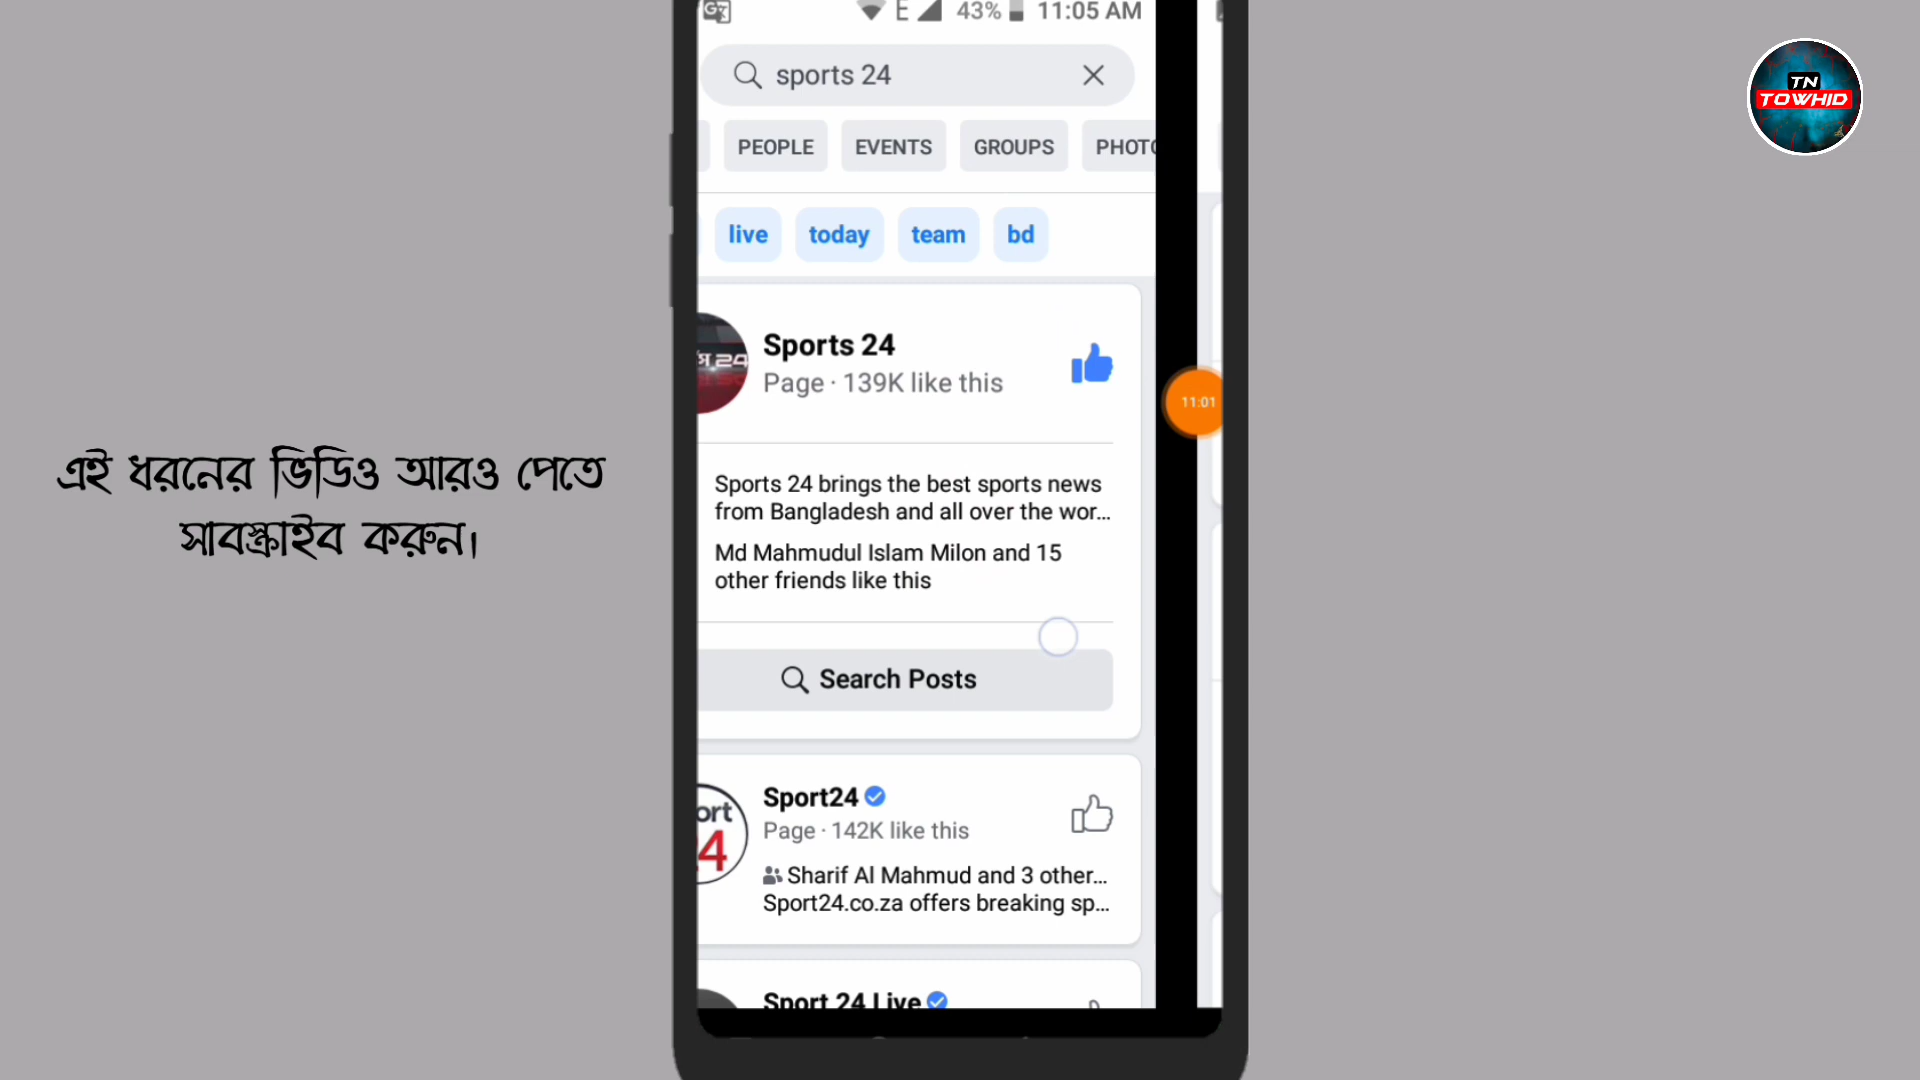 E 43% 11:05 AM
TN
TOWHID
sports 24
PEOPLE EVENTS GROUPS PHOTO
live today team bd
Sports 24
Page · 139K like this
11:01
এই ধরনের ভিডিও আরও পেতে
সাবস্ক্রাইব করুন।
Sports 24 brings the best sports news
from Bangladesh and all over the wor...
Md Mahmudul Islam Milon and 15
other friends like this
Search Posts
Sport24
Page · 142K like this
Sharif Al Mahmud and 3 other...
Sport24.co.za offers breaking sp...
Sport 24 Live